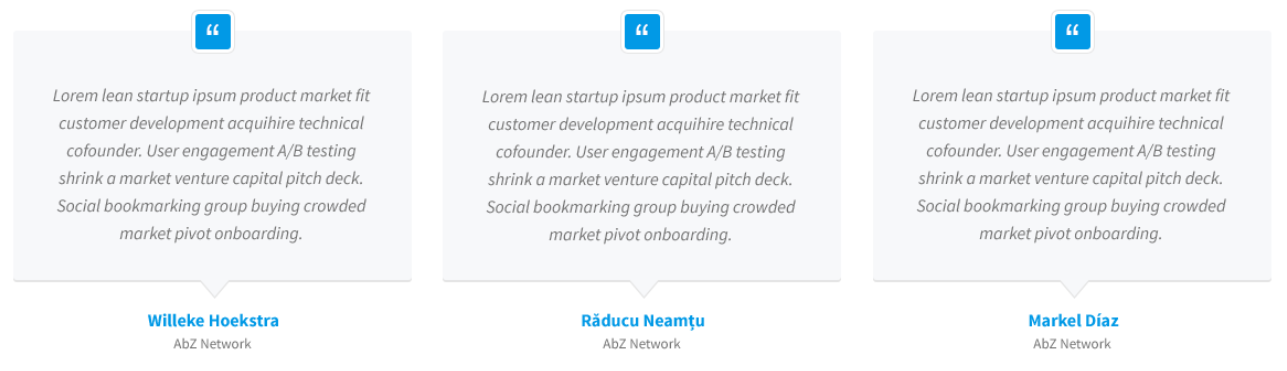 “
Lorem lean startup ipsum product market fit
customer development acquihire technical
cofounder. User engagement A/B testing
shrink a market venture capital pitch deck.
Social bookmarking group buying crowded
market pivot onboarding.
Willeke Hoekstra
AbZ Network
“
Lorem lean startup ipsum product market fit
customer development acquihire technical
cofounder. User engagement A/B testing
shrink a market venture capital pitch deck.
Social bookmarking group buying crowded
market pivot onboarding.
Răducu Neamțu
AbZ Network
“
Lorem lean startup ipsum product market fit
customer development acquihire technical
cofounder. User engagement A/B testing
shrink a market venture capital pitch deck.
Social bookmarking group buying crowded
market pivot onboarding.
Markel Díaz
AbZ Network